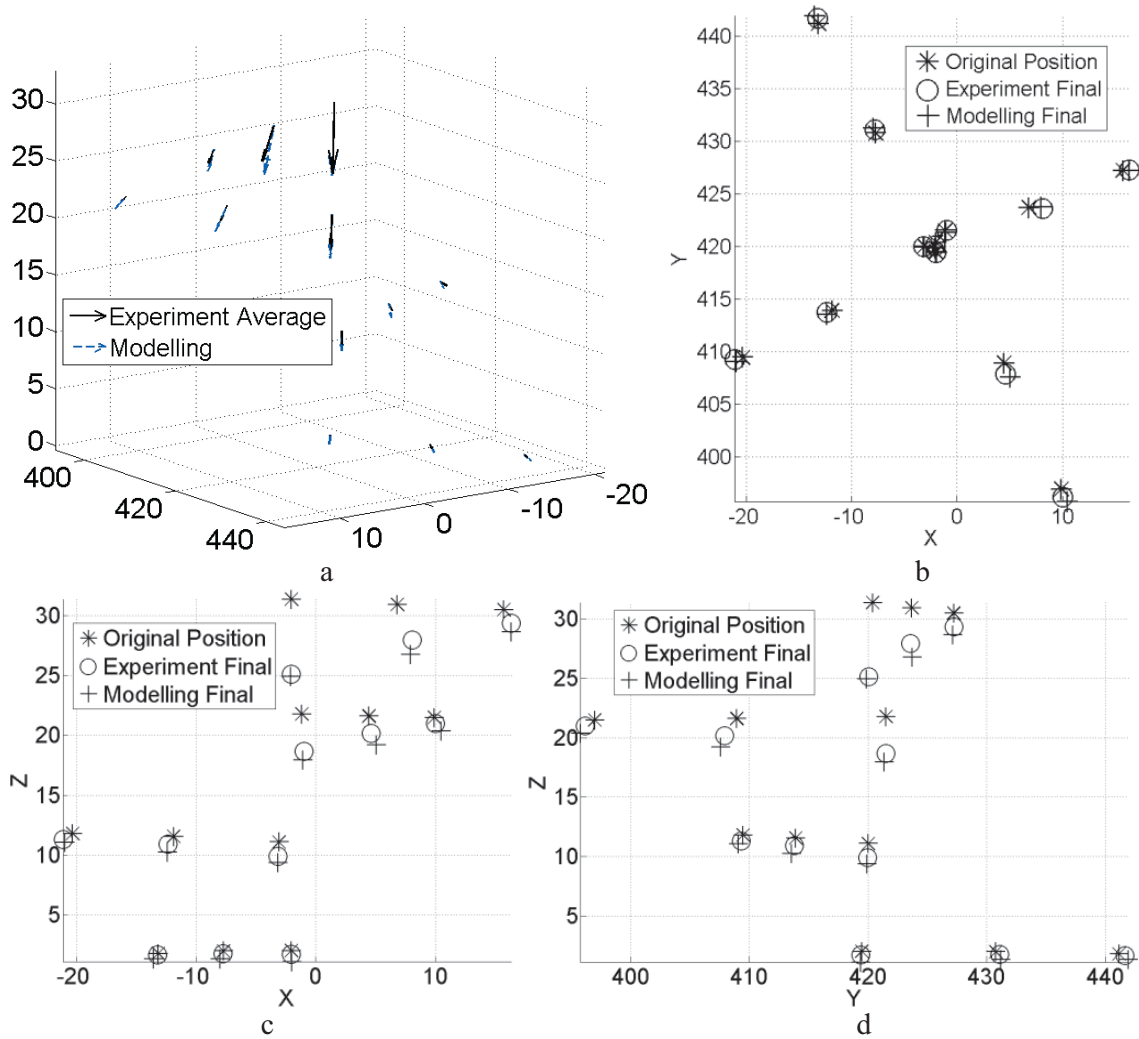 30
25
20
15
10
5
0
400
420
440
10
0
-10
-20
Experiment Average
Modelling
a
440
435
430
425
420
415
410
405
400
-20
-10
0
10
Y
X
Original Position
Experiment Final
Modelling Final
b
30
25
20
15
10
5
-20
-10
0
10
Z
X
Original Position
Experiment Final
Modelling Final
c
30
25
20
15
10
5
400
410
420
430
440
Z
Y
Original Position
Experiment Final
Modelling Final
d